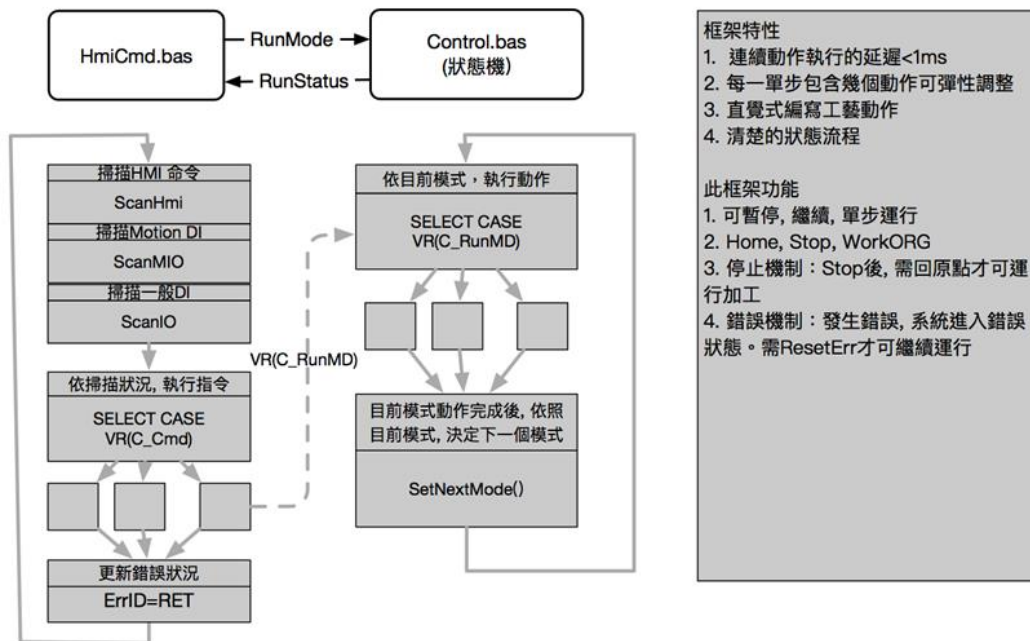 HmiCmd.bas
RunMode
RunStatus
Control.bas
(狀態機)
掃描HMI 命令
ScanHmi
掃描Motion DI
ScanMIO
掃描一般DI
ScanIO
依掃描狀況, 執行指令
SELECT CASE
VR(C_Cmd)
更新錯誤狀況
ErrID=RET
VR(C_RunMD)
依目前模式，執行動作
SELECT CASE
VR(C_RunMD)
目前模式動作完成後, 依照
目前模式, 決定下一個模式
SetNextMode()
框架特性
1. 連續動作執行的延遲<1ms
2. 每一單步包含幾個動作可彈性調整
3. 直覺式編寫工藝動作
4. 清楚的狀態流程
此框架功能
1. 可暫停, 繼續, 單步運行
2. Home, Stop, WorkORG
3. 停止機制：Stop後, 需回原點才可運
行加工
4. 錯誤機制：發生錯誤, 系統進入錯誤
狀態。需ResetErr才可繼續運行